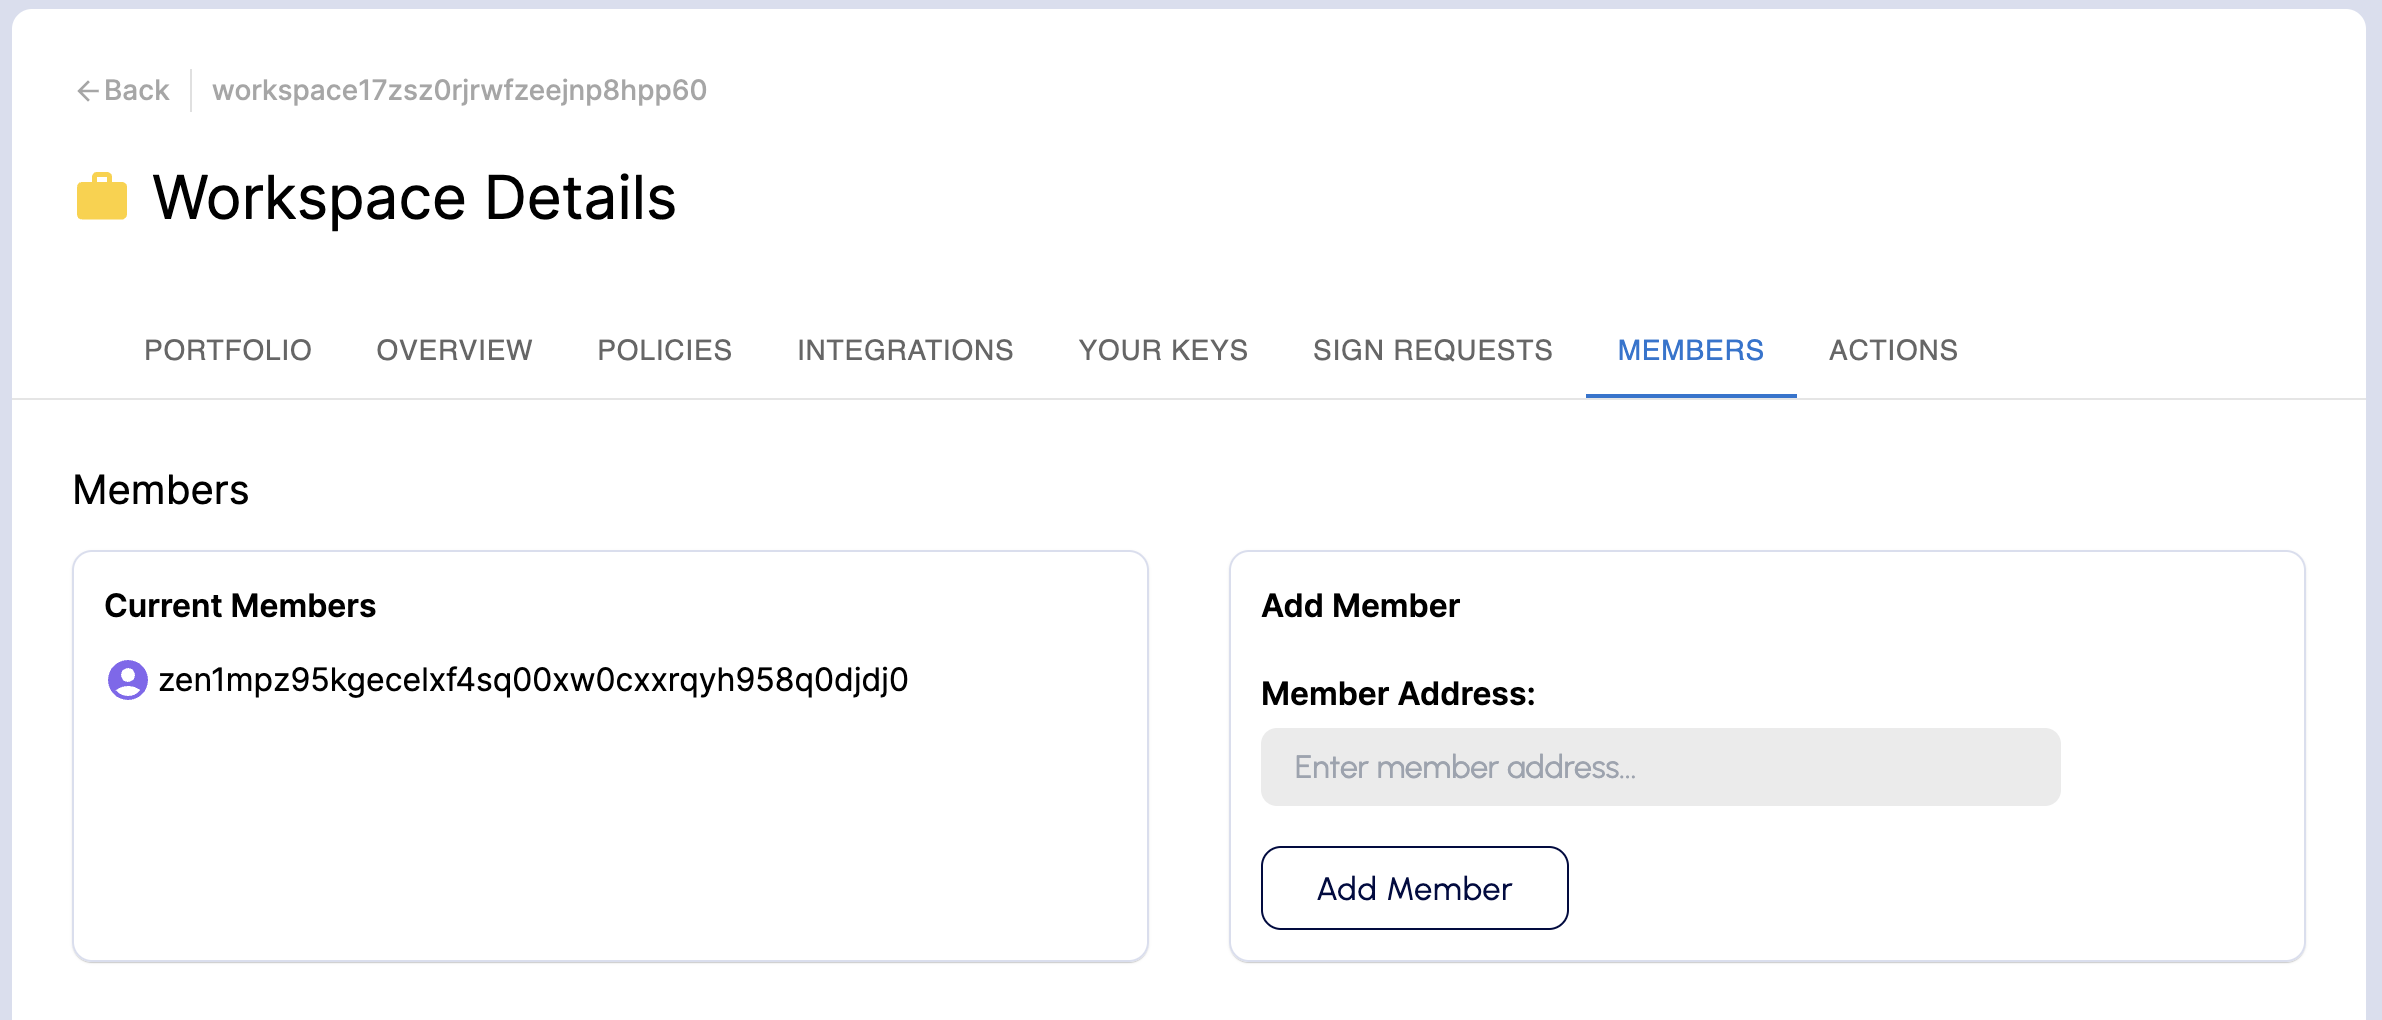 Back
workspace17zsz0rjrwfzeejnp8hpp60
Workspace Details
PORTFOLIO OVERVIEW POLICIES INTEGRATIONS YOUR KEYS SIGN REQUESTS MEMBERS ACTIONS
Members
Current Members
zen1mpz95kgecelxf4sq00xw0cxxrqyh958q0djdj0
Add Member
Member Address:
Enter member address...
Add Member